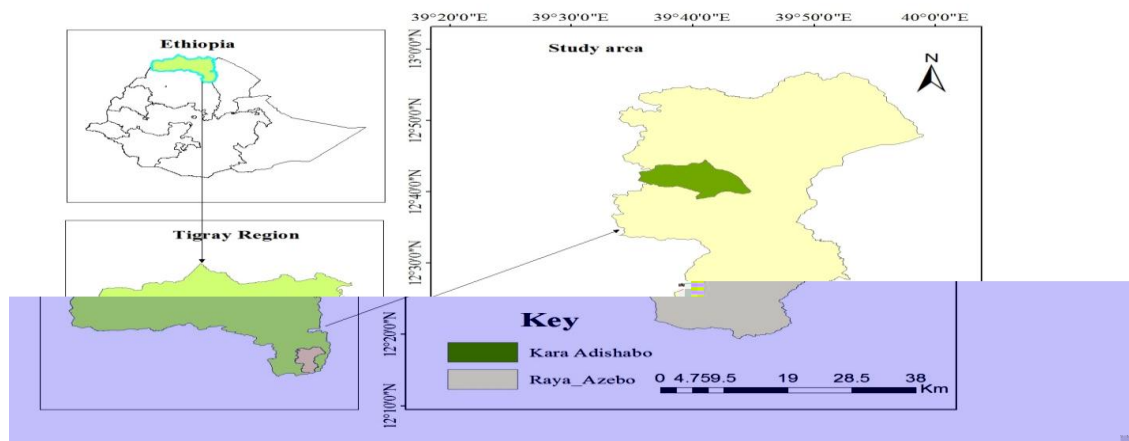 39°20'0"E 39°30'0"E 39°40'0"E 39°50'0"E 40°0'0"E
Ethiopia
Study area
N
13°0'0"N
12°50'0"N
12°40'0"N
12°30'0"N
12°20'0"N
12°10'0"N
Tigray Region
Key
Kara Adishabo
Raya_Azebo
0 4.759.5 19 28.5 38
Km